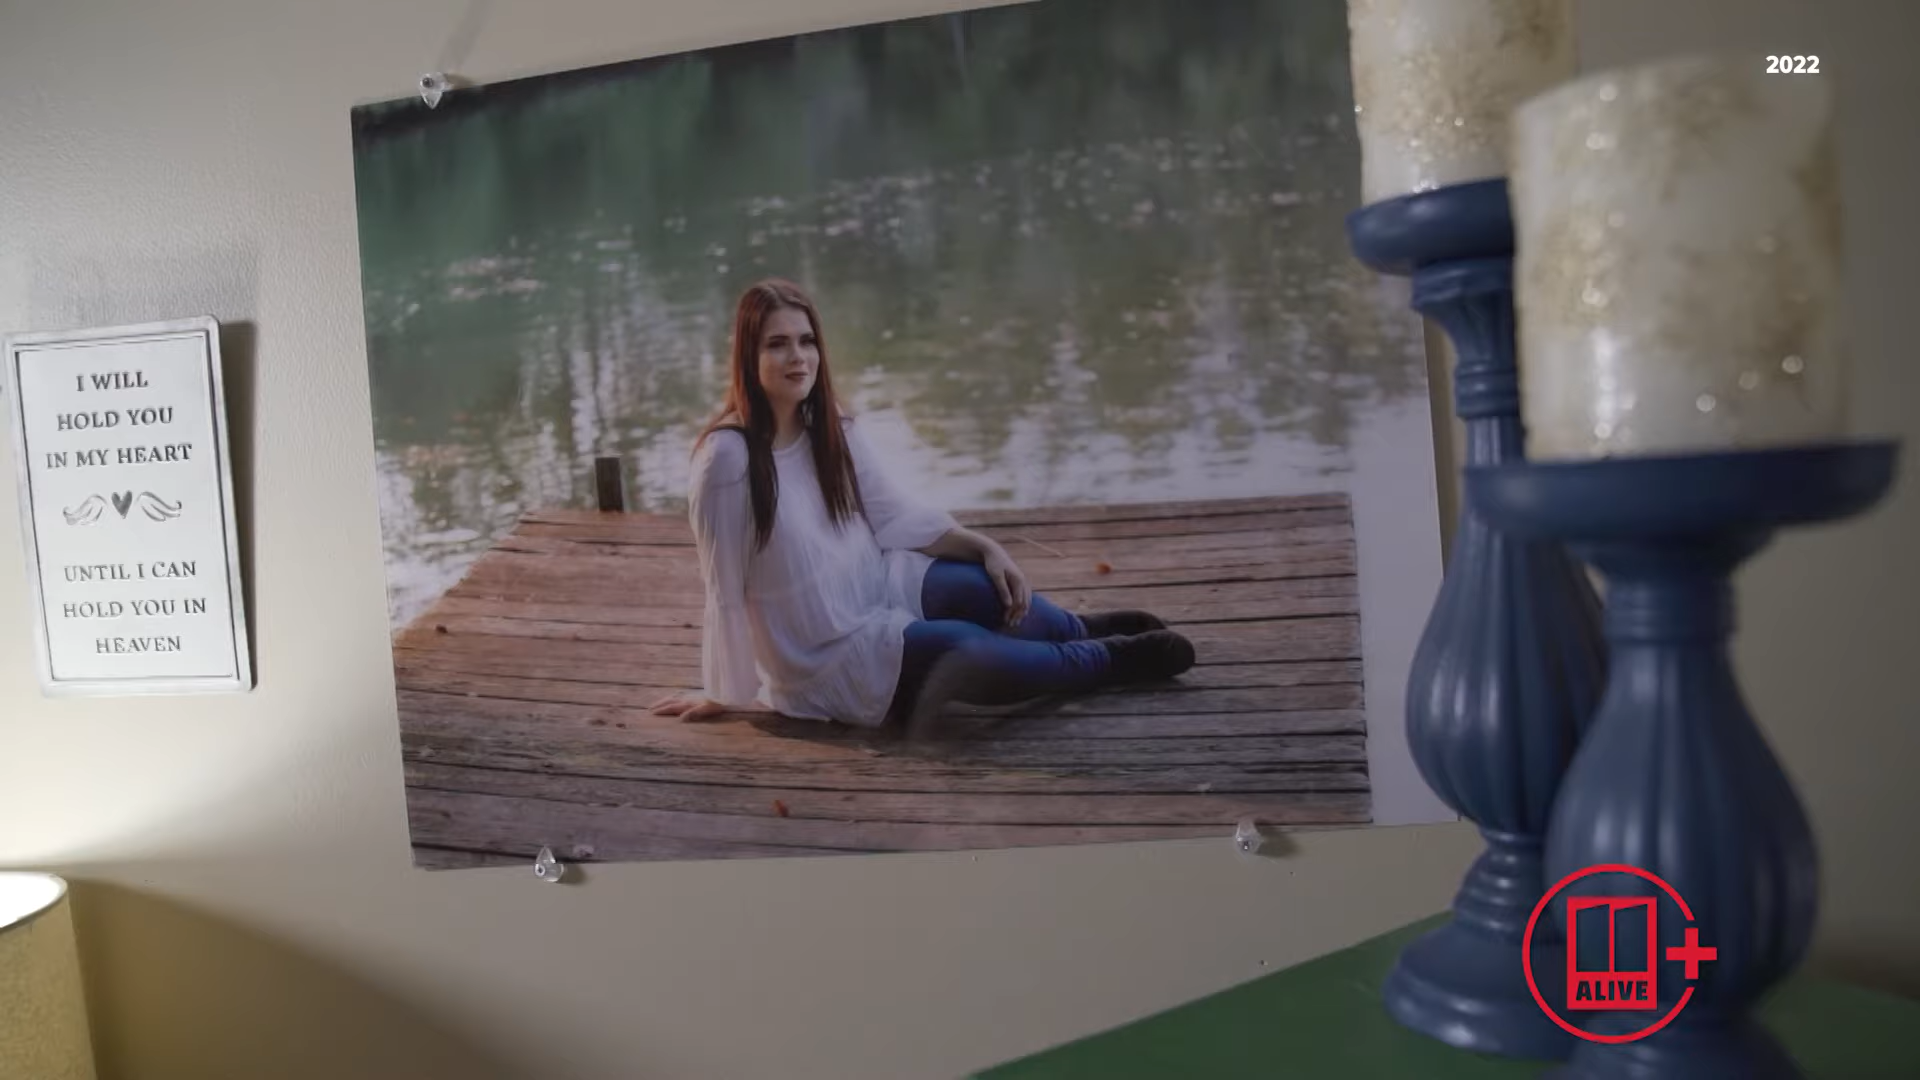 2022
I WILL
HOLD YOU
IN MY HEART
UNTIL I CAN
HOLD YOU IN
HEAVEN
ALIVE